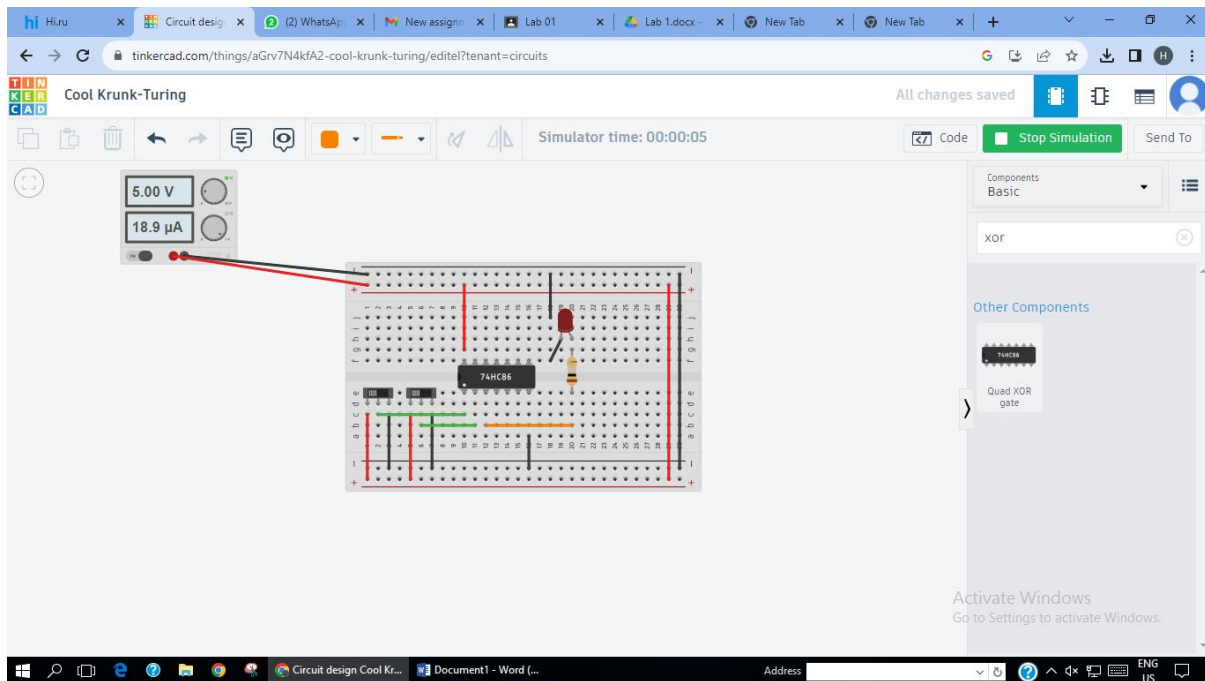 hi Hi.ru
Circuit desig
(2) WhatsAp
New assignm
Lab 01
Lab 1.docx -
New Tab
New Tab
tinkercad.com/things/aGrv7N4kfA2-cool-krunk-turing/editel?tenant=circuits
H
TIN
KER
CAD
Cool Krunk-Turing
All changes saved
Simulator time: 00:00:05
Code
Stop Simulation
Send To
5.00 V
18.9 µA
74HC86
Components
Basic
xor
Other Components
74HC86
Quad XOR
gate
Activate Windows
Go to Settings to activate Windows.
Circuit design Cool Kr...
Document1 - Word (...
Address
ENG
US